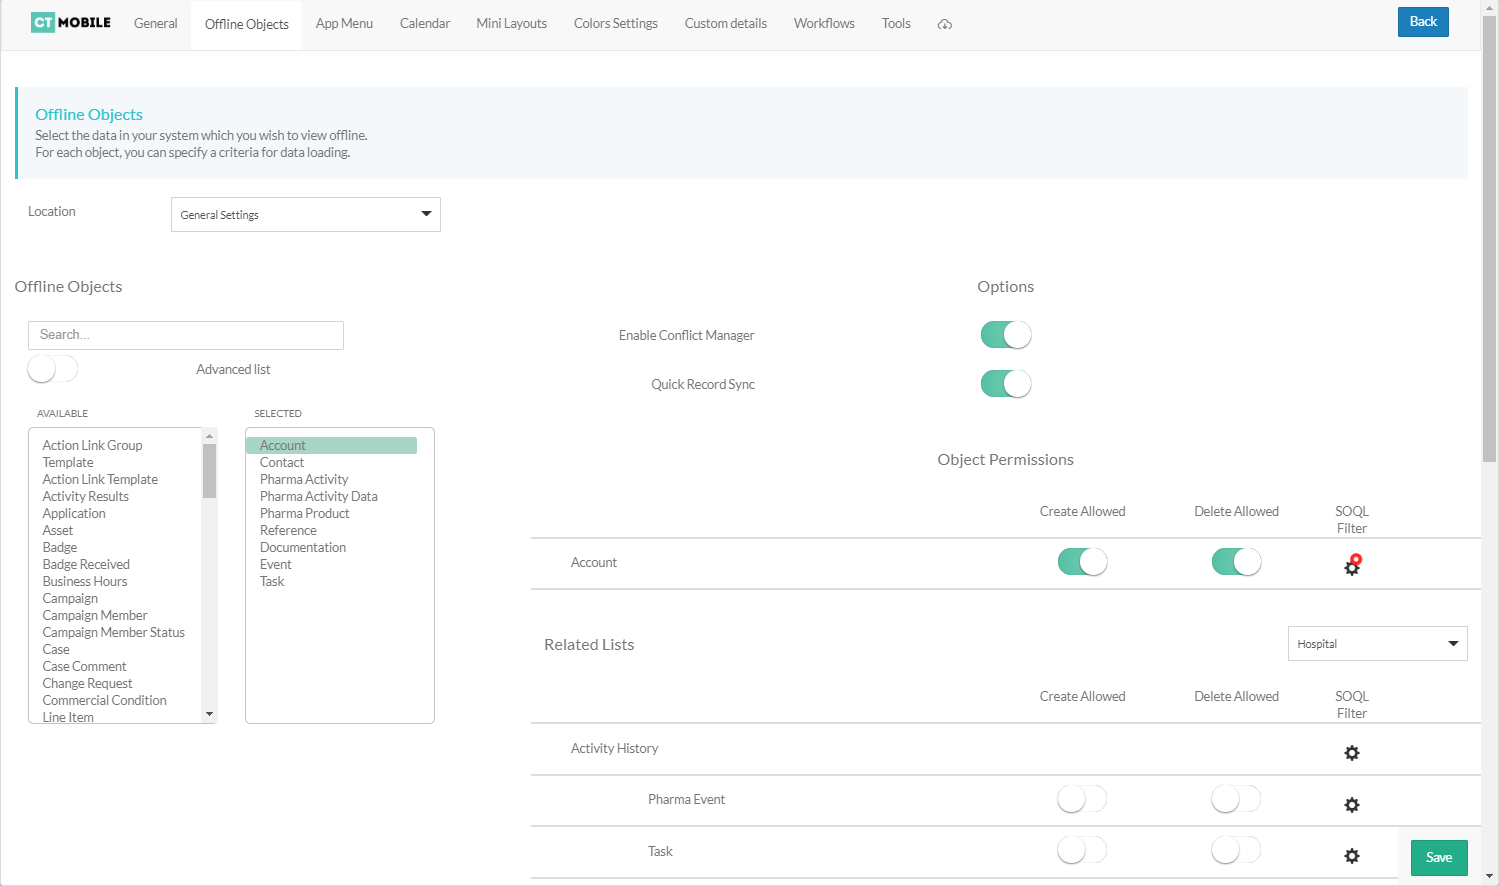 CT MOBILE
General
Offline Objects
App Menu
Calendar
Mini Layouts
Colors Settings
Custom details
Workflows
Tools
Back
Offline Objects
Select the data in your system which you wish to view offline.
For each object, you can specify a criteria for data loading.
Location
General Settings
Offline Objects
Search...
Advanced list
AVAILABLE
Action Link Group
Template
Action Link Template
Activity Results
Application
Asset
Badge
Badge Received
Business Hours
Campaign
Campaign Member
Campaign Member Status
Case
Case Comment
Change Request
Commercial Condition
Line Item
SELECTED
Account
Contact
Pharma Activity
Pharma Activity Data
Pharma Product
Reference
Documentation
Event
Task
Options
Enable Conflict Manager
Quick Record Sync
Object Permissions
Create Allowed
Delete Allowed
SOQL
Filter
Account
Related Lists
Hospital
Create Allowed
Delete Allowed
SOQL
Filter
Activity History
Pharma Event
Task
Save